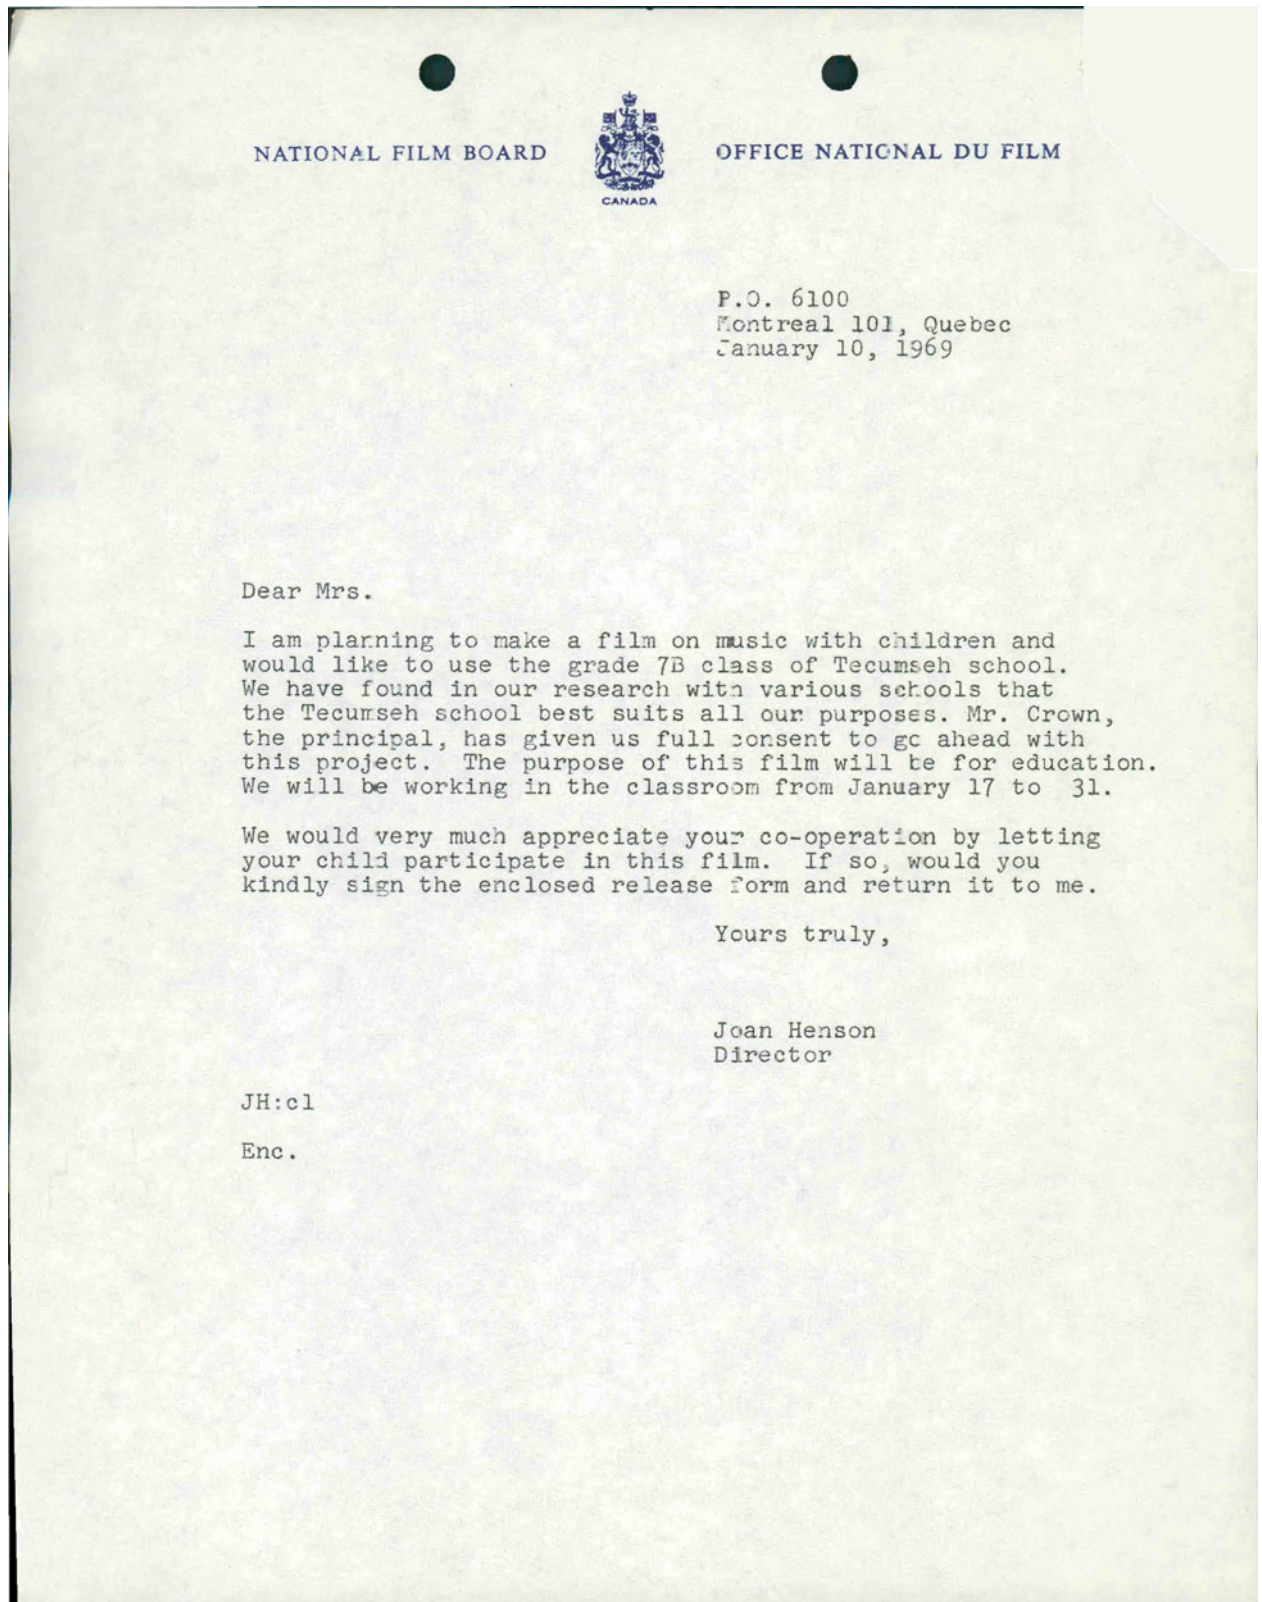 NATIONAL FILM BOARD
CANADA
OFFICE NATIONAL DU FILM
P.O. 6100
Montreal 101, Quebec
January 10, 1969
Dear Mrs.
I am planning to make a film on music with children and
would like to use the grade 7B class of Tecumseh school.
We have found in our research with various schools that
the Tecumseh school best suits all our purposes. Mr. Crown,
the principal, has given us full consent to go ahead with
this project. The purpose of this film will be for education.
We will be working in the classroom from January 17 to 31.
We would very much appreciate your co-operation by letting
your child participate in this film. If so, would you
kindly sign the enclosed release form and return it to me.
Yours truly,
Joan Henson
Director
JH:cl
Enc.